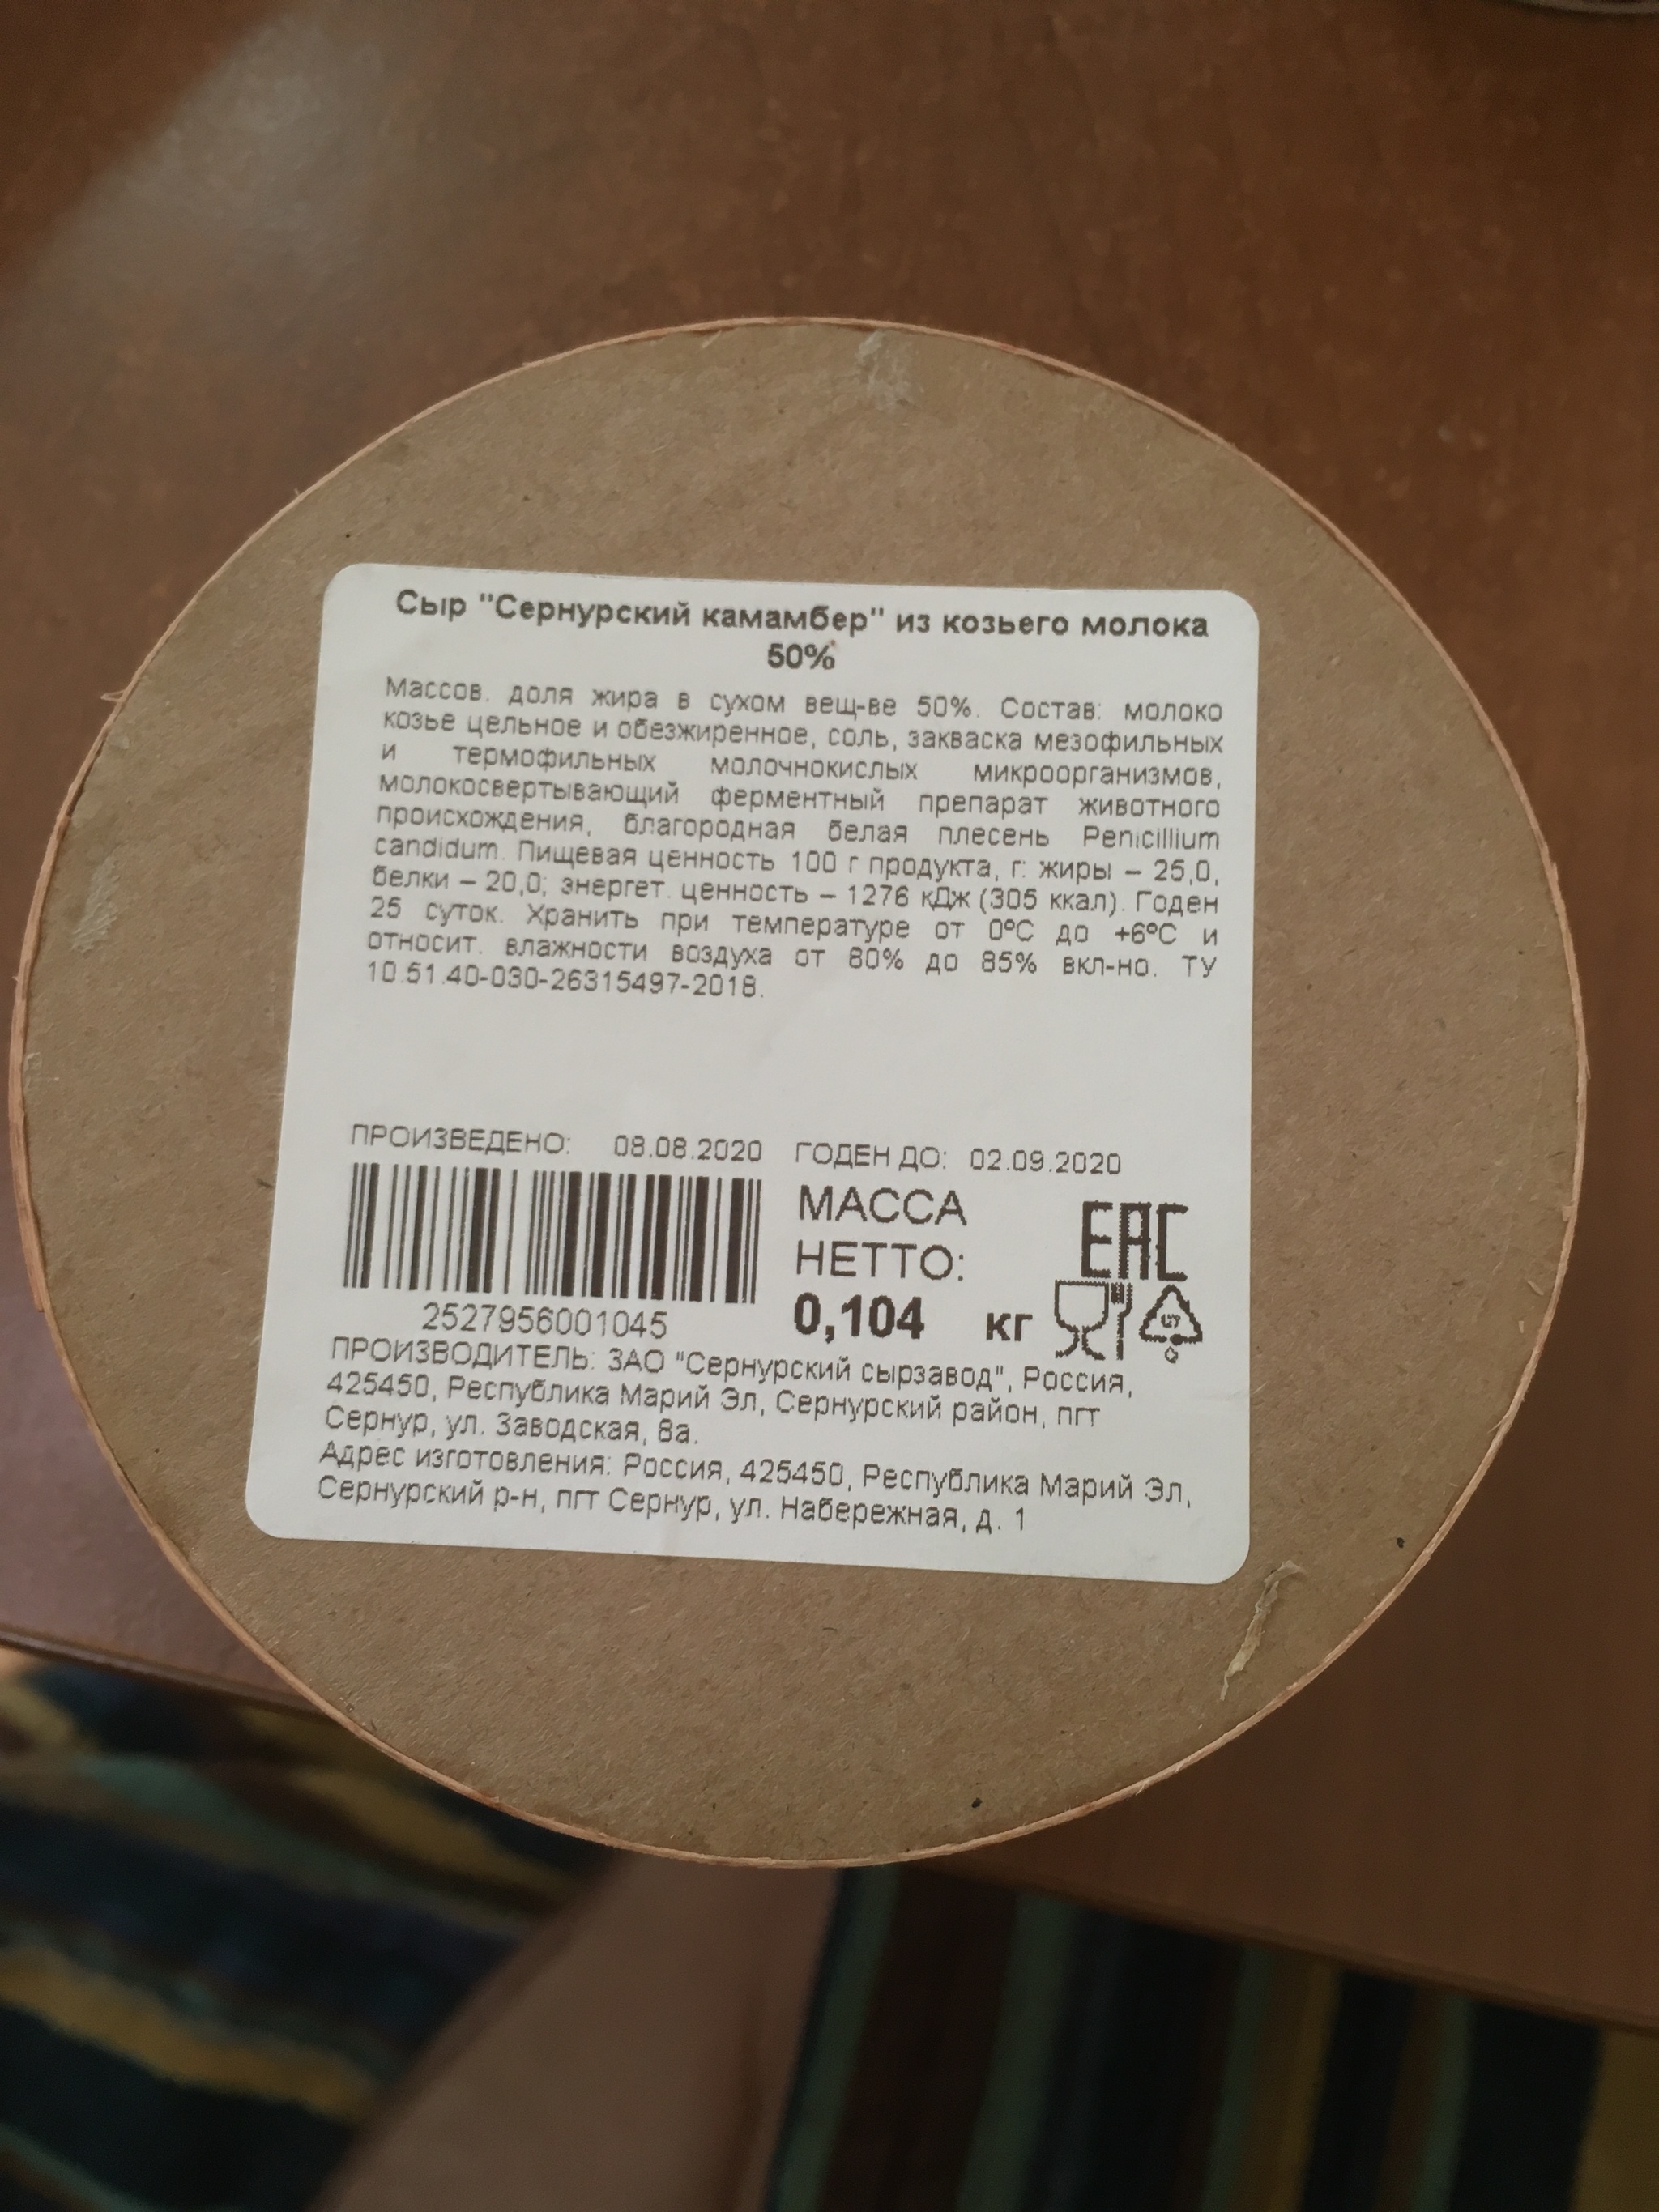 Сыр "Сернурский камамбер" из козьего молока
50%
Массов. доля жира в сухом вещ-ве 50%. Состав: молоко
козье цельное и обезжиренное, соль, закваска мезофильных
и термофильных молочнокислых микроорганизмов,
молокосвертывающий ферментный препарат животного
происхождения, благородная белая плесень Penicillium
candidum. Пищевая ценность 100 г продукта, г: жиры – 25,0,
белки – 20,0; энергет. ценность – 1276 кДж (305 ккал). Годен
25 суток. Хранить при температуре от 0°С до +6°С и
относит. влажности воздуха от 80% до 85% вкл-но. ТУ
10.51.40-030-26315497-2018.
ПРОИЗВЕДЕНО: 08.08.2020 ГОДЕН ДО: 02.09.2020
МАССА
НЕТТО:
0,104 кг
EAC
2527956001045
ПРОИЗВОДИТЕЛЬ: ЗАО "Сернурский сырзавод", Россия,
425450, Республика Марий Эл, Сернурский район, пгт
Сернур, ул. Заводская, 8а.
Адрес изготовления: Россия, 425450, Республика Марий Эл,
Сернурский р-н, пгт Сернур, ул. Набережная, д. 1